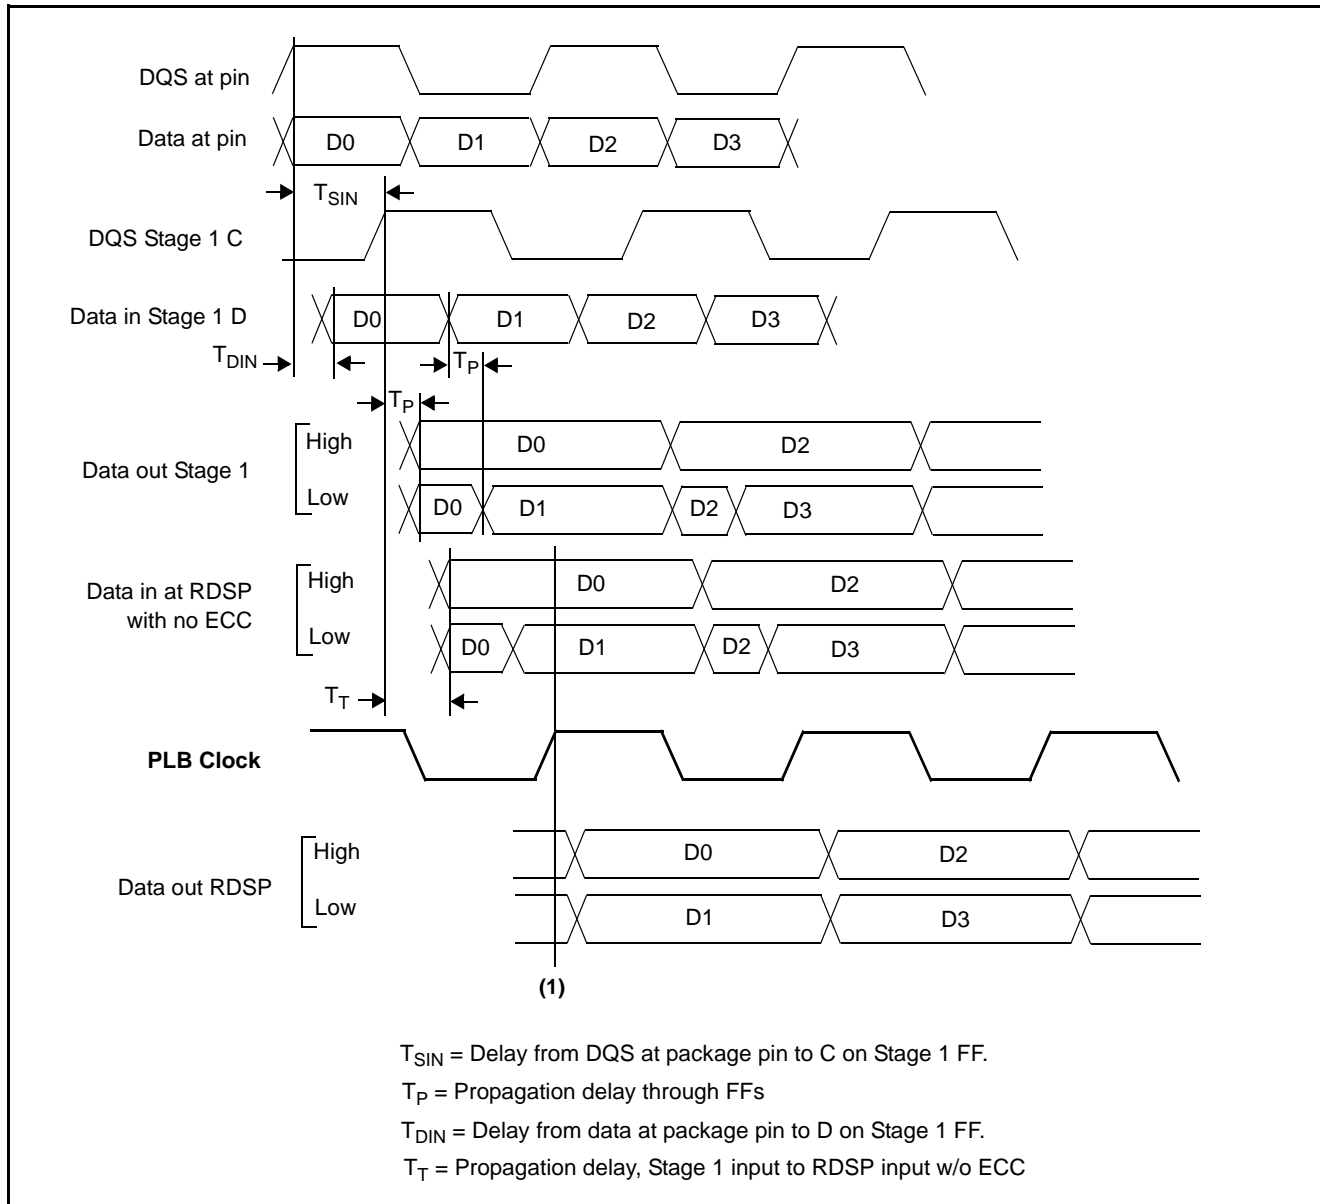 DQS at pin
Data at pin
D0 D1 D2 D3
TSIN
DQS Stage 1 C
Data in Stage 1 D
D0 D1 D2 D3
TDIN
TP
TP
Data out Stage 1
High
D0 D2
Low
D0 D1 D2 D3
Data in at RDSP
with no ECC
High
D0 D2
Low
D0 D1 D2 D3
TT
PLB Clock
Data out RDSP
High
D0 D2
Low
D1 D3
(1)
TSIN = Delay from DQS at package pin to C on Stage 1 FF.
TP = Propagation delay through FFs
TDIN = Delay from data at package pin to D on Stage 1 FF.
TT = Propagation delay, Stage 1 input to RDSP input w/o ECC